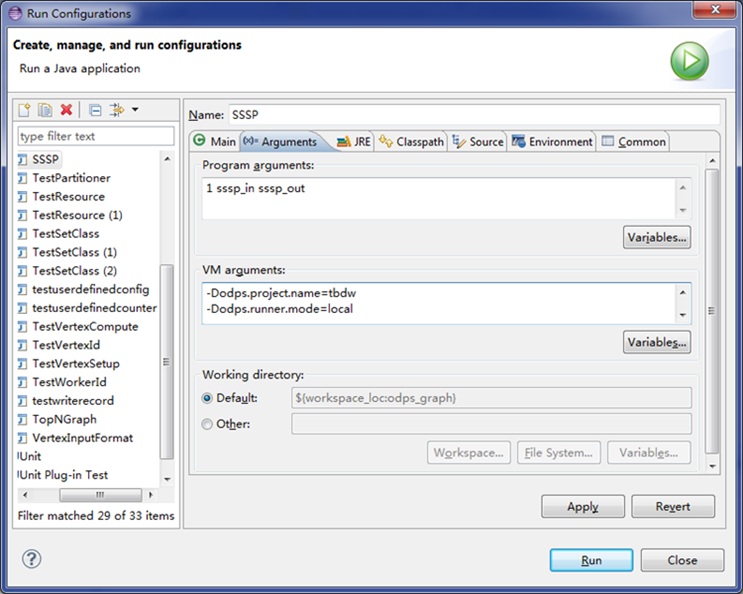 Run Configurations
Create, manage, and run configurations
Run a Java application
type filter text
SSSP
TestPartitioner
TestResource
TestResource (1)
TestSetClass
TestSetClass (1)
TestSetClass (2)
testuserdefinedconfig
testuserdefinedcounter
TestVertexCompute
TestVertexId
TestVertexSetup
TestWorkerId
testwriterecord
TopNGraph
VertexInputFormat
Unit
Unit Plug-in Test
Filter matched 29 of 33 items
Name: SSSP
Main (x)= Arguments JRE Classpath Source Environment Common
Program arguments:
1 sssp_in sssp_out
Variables...
VM arguments:
-Dodps.project.name=tbdw
-Dodps.runner.mode=local
Variables...
Working directory:
Default: ${workspace_loc:odps_graph}
Other:
Workspace... File System... Variables...
Apply Revert
Run Close